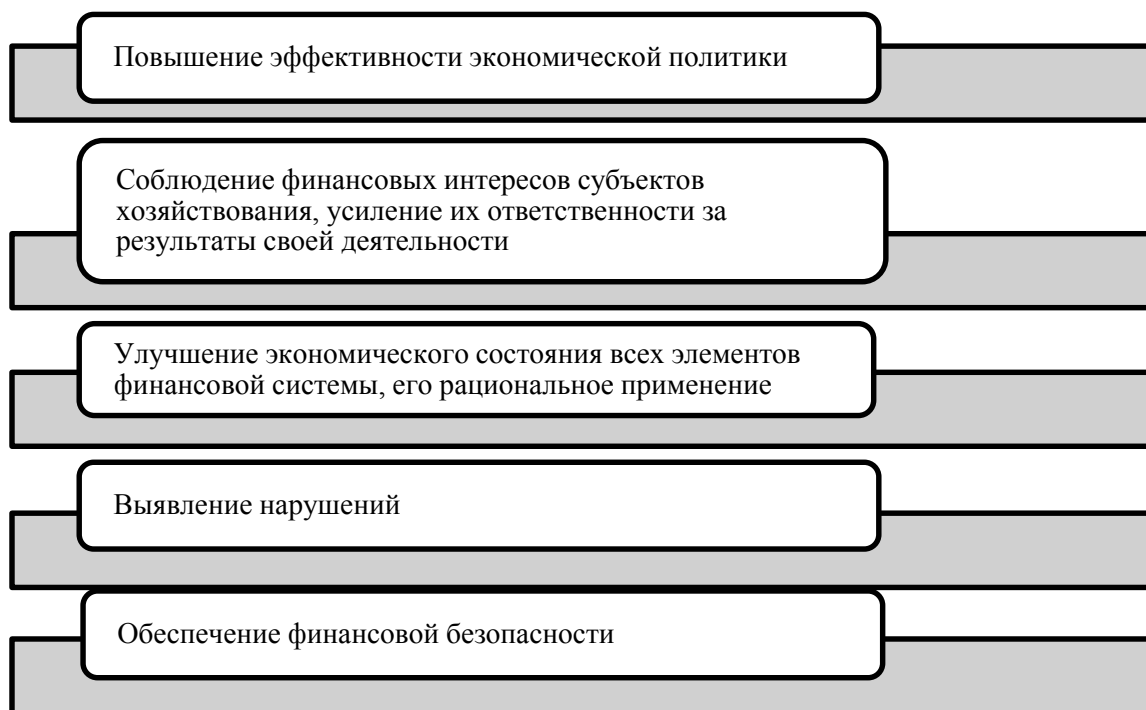 Повышение эффективности экономической политики
Соблюдение финансовых интересов субъектов
хозяйствования, усиление их ответственности за
результаты своей деятельности
Улучшение экономического состояния всех элементов
финансовой системы, его рациональное применение
Выявление нарушений
Обеспечение финансовой безопасности